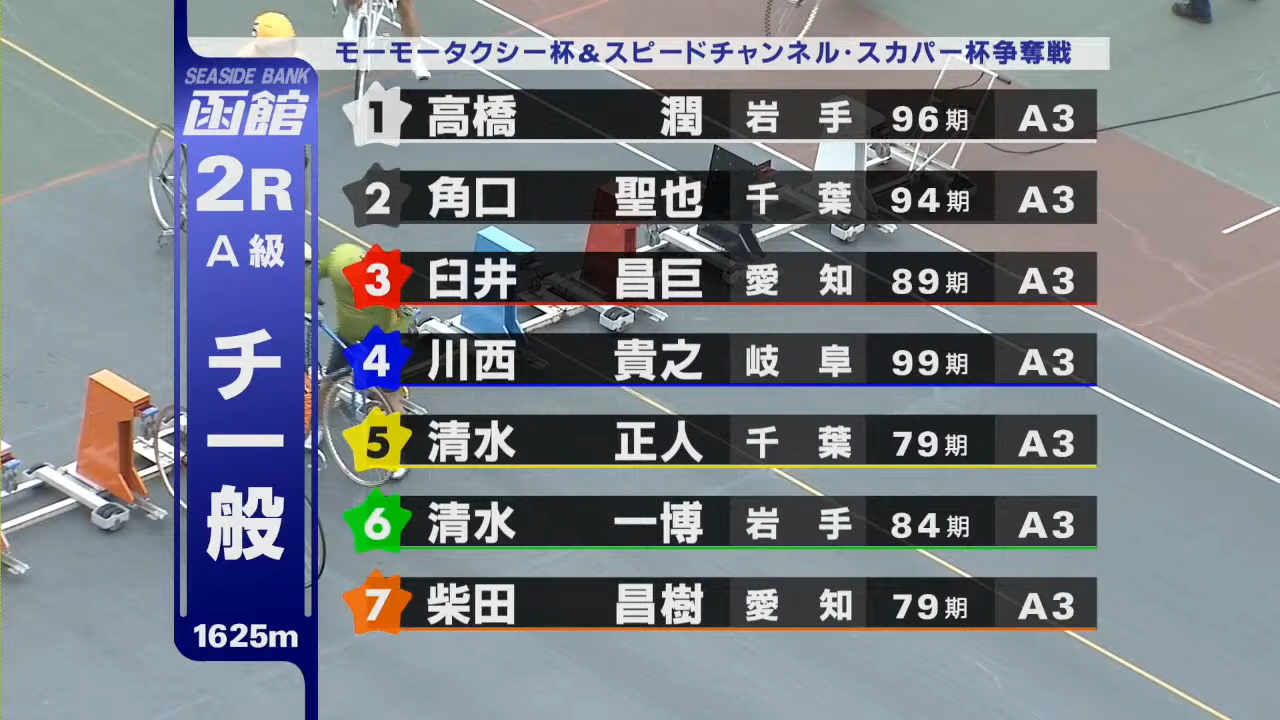 モーモータクシー杯&スピードチャンネル・スカパー杯争奪戦
SEASIDE BANK
函館
2R
A級
チ一般
1625m
1 高橋 潤 岩手 96期 A3
2 角口 聖也 千葉 94期 A3
3 臼井 昌巨 愛知 89期 A3
4 川西 貴之 岐阜 99期 A3
5 清水 正人 千葉 79期 A3
6 清水 一博 岩手 84期 A3
7 柴田 昌樹 愛知 79期 A3